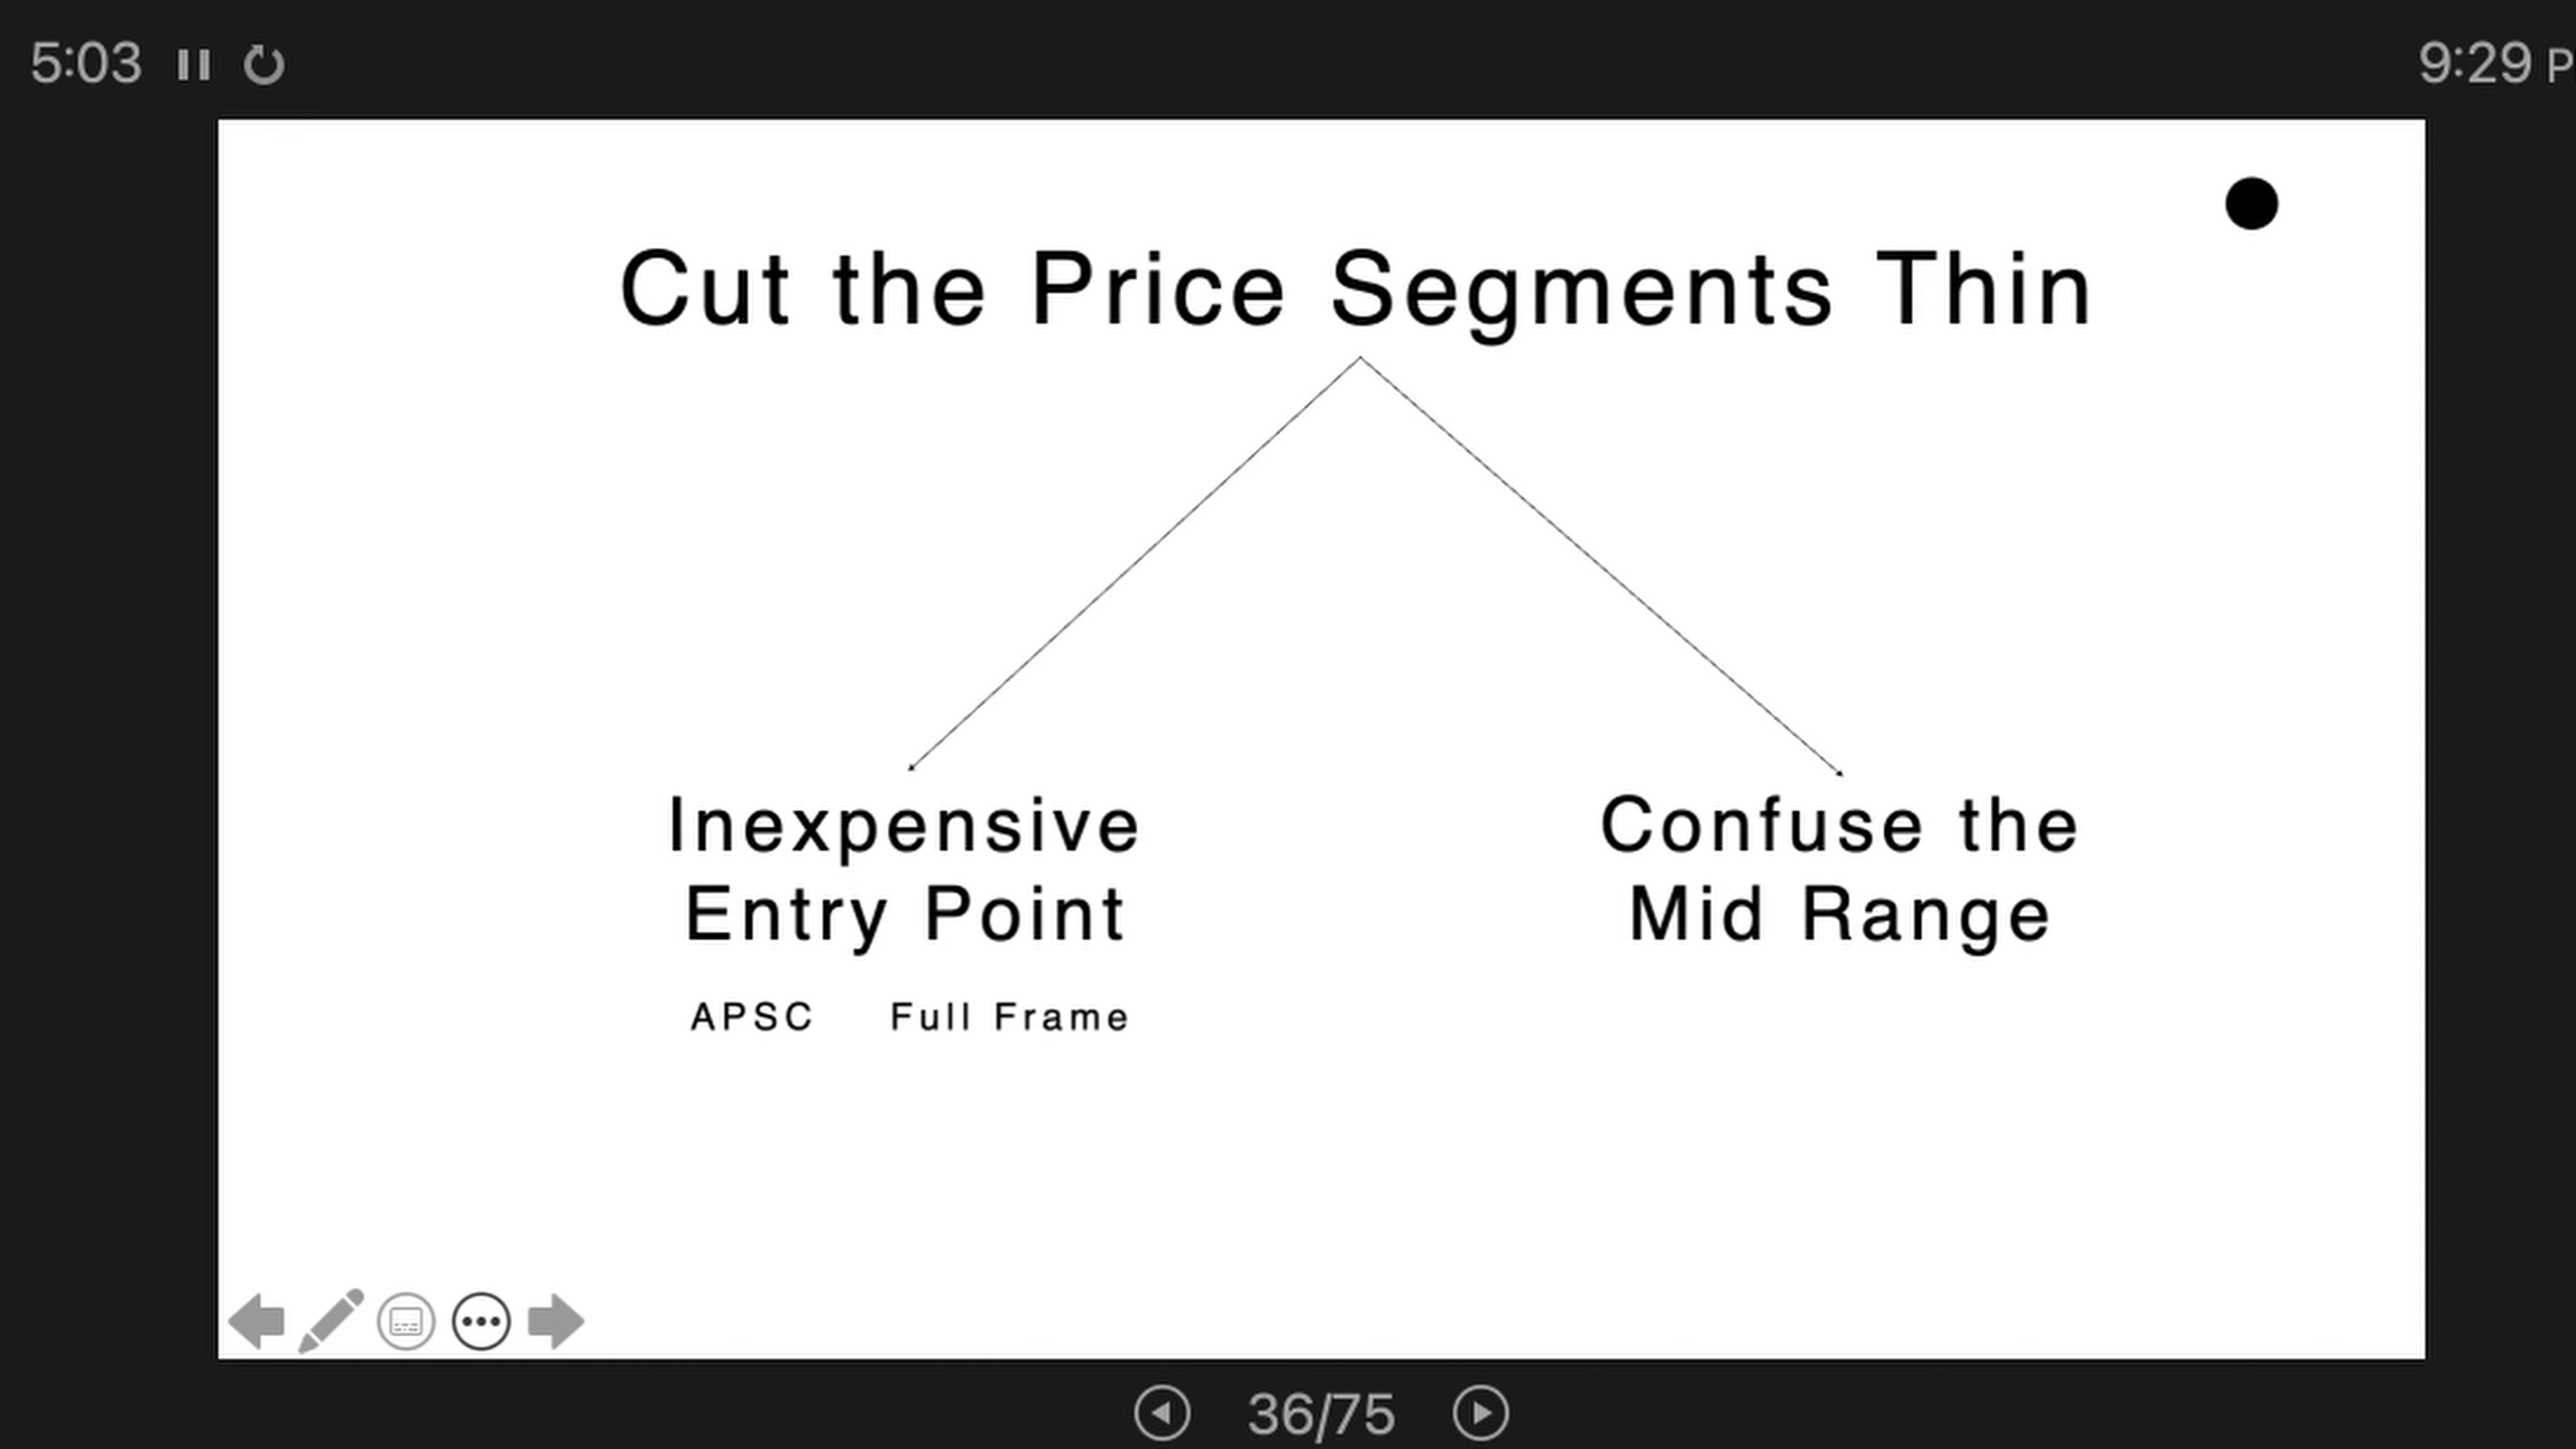 5:03
9:29 P
Cut the Price Segments Thin
Inexpensive
Entry Point
Confuse the
Mid Range
APSC Full Frame
36/75